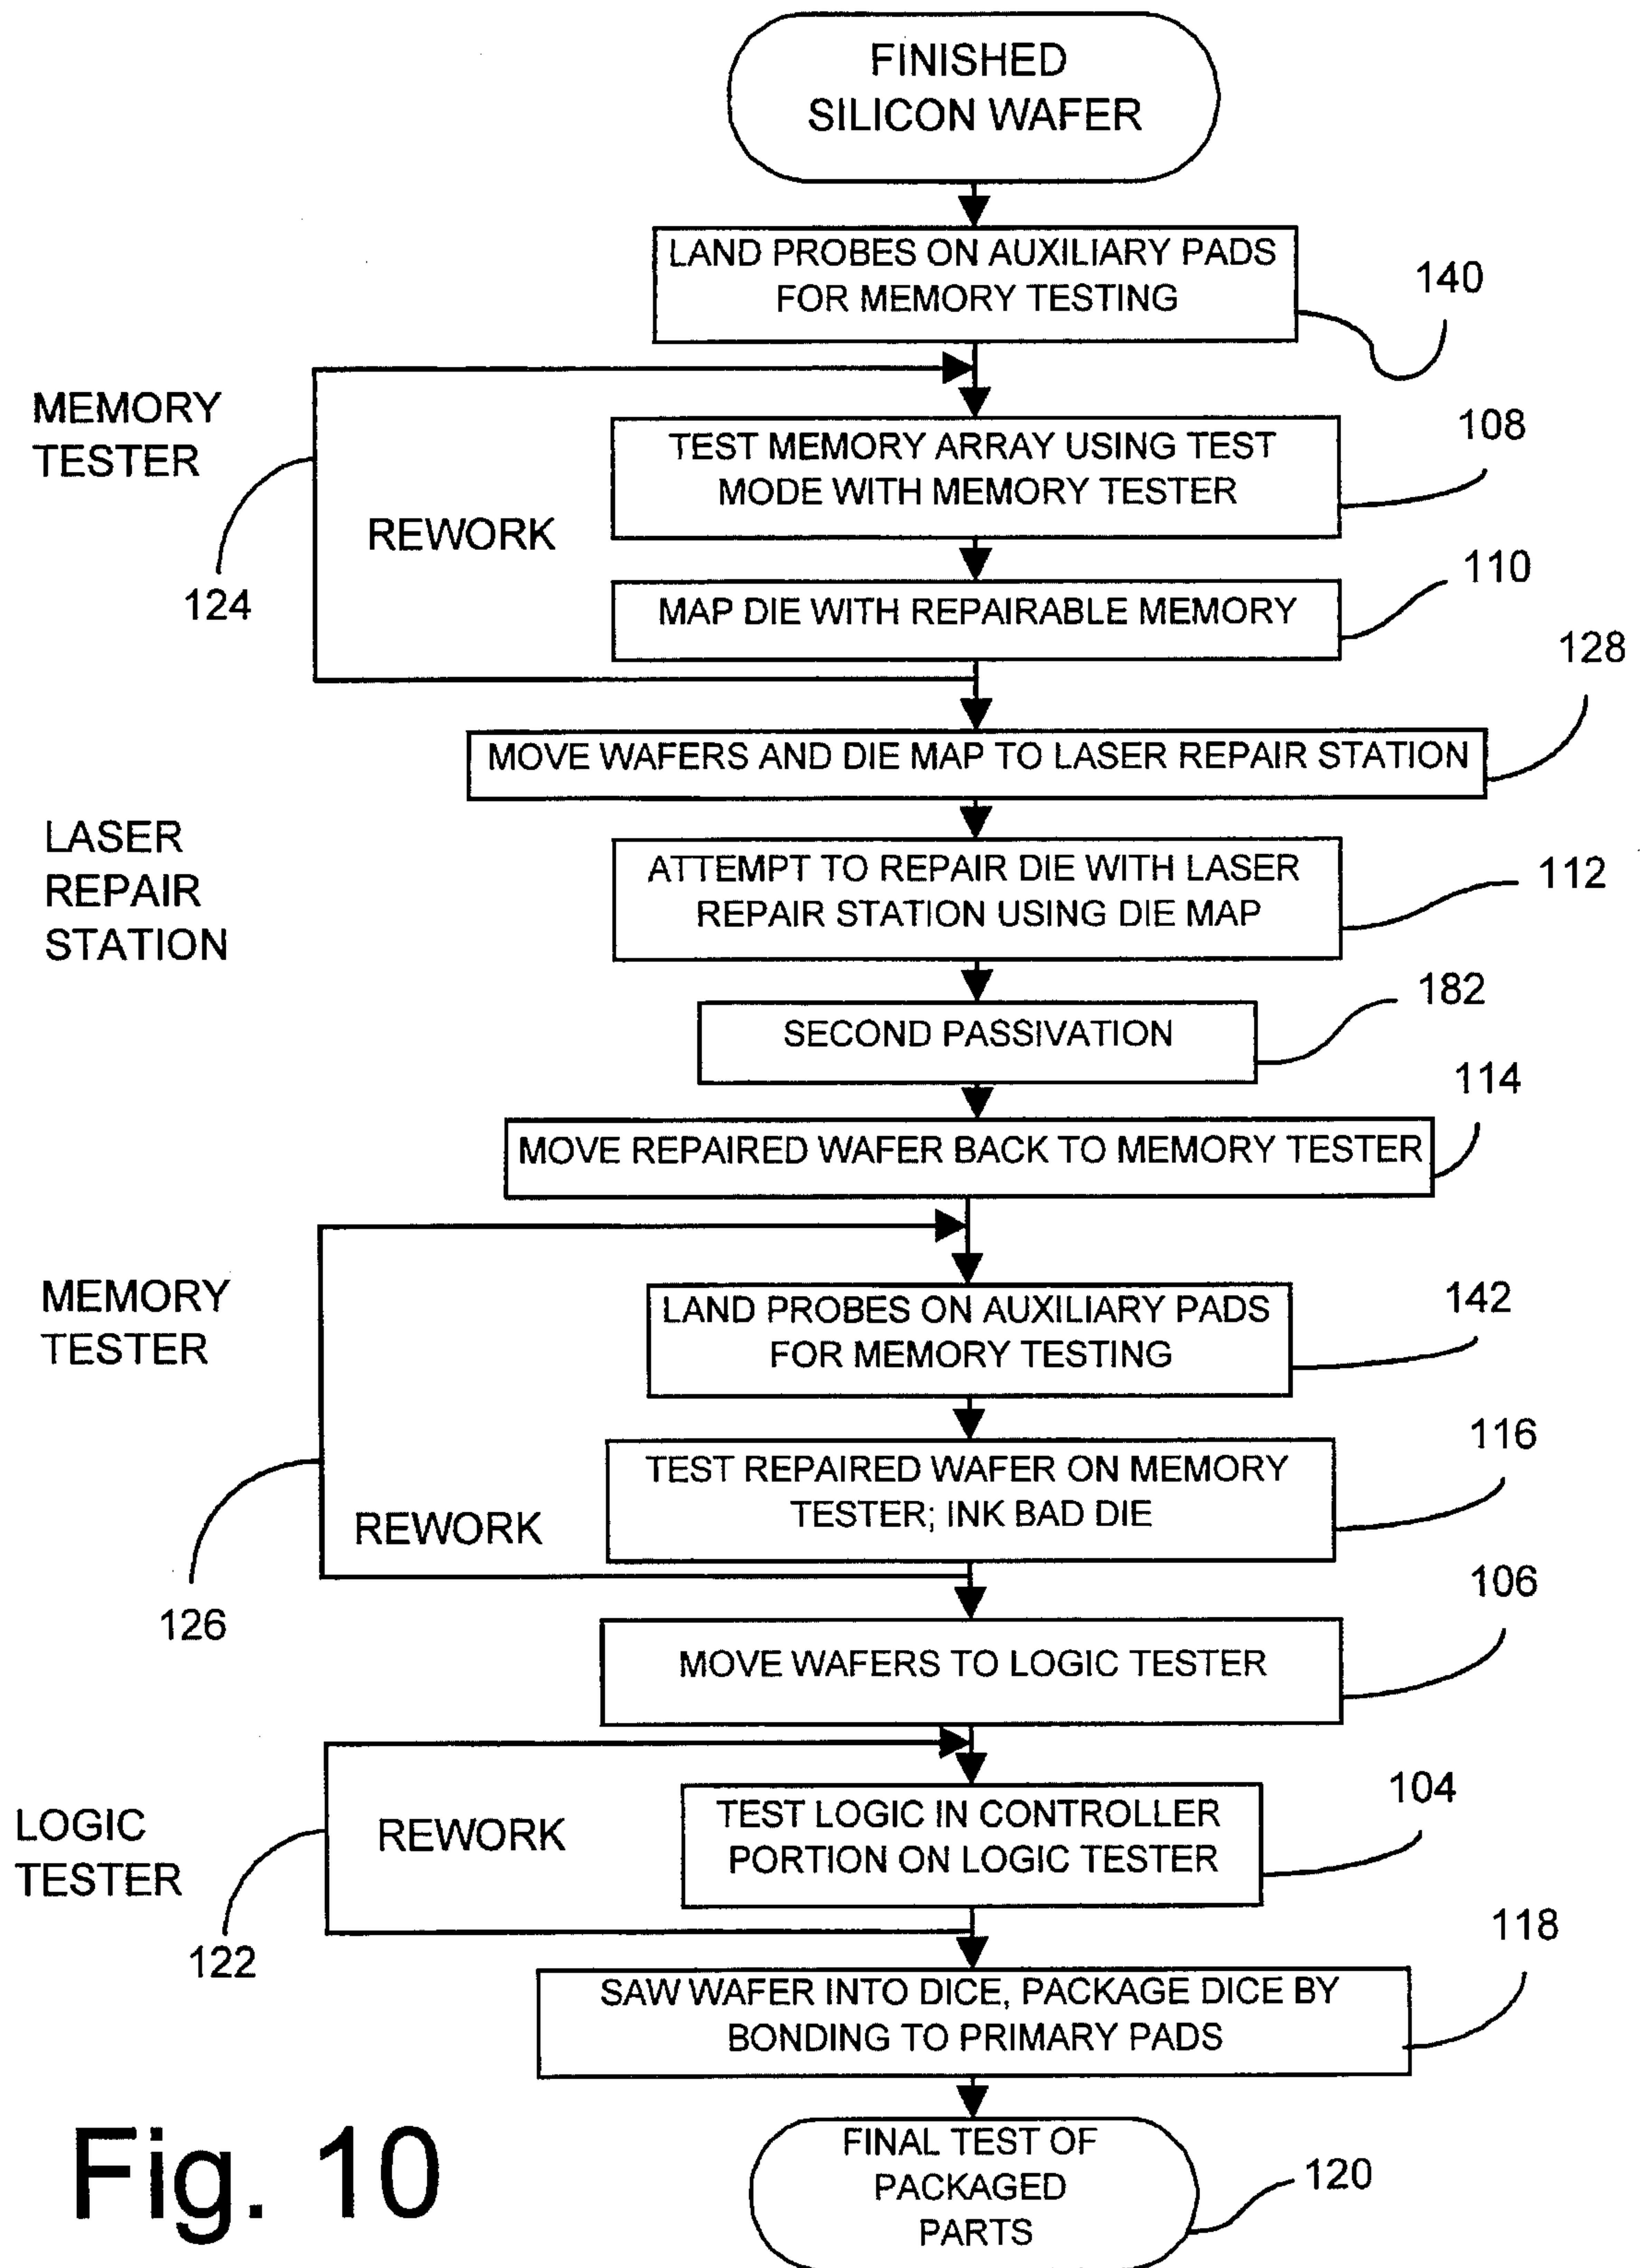 FINISHED
SILICON WAFER
LAND PROBES ON AUXILIARY PADS
FOR MEMORY TESTING
140
MEMORY
TESTER
TEST MEMORY ARRAY USING TEST
MODE WITH MEMORY TESTER
108
REWORK
124
MAP DIE WITH REPAIRABLE MEMORY
110
MOVE WAFERS AND DIE MAP TO LASER REPAIR STATION
128
LASER
REPAIR
STATION
ATTEMPT TO REPAIR DIE WITH LASER
REPAIR STATION USING DIE MAP
112
SECOND PASSIVATION
182
MOVE REPAIRED WAFER BACK TO MEMORY TESTER
114
MEMORY
TESTER
LAND PROBES ON AUXILIARY PADS
FOR MEMORY TESTING
142
TEST REPAIRED WAFER ON MEMORY
TESTER; INK BAD DIE
116
REWORK
126
MOVE WAFERS TO LOGIC TESTER
106
LOGIC
TESTER
REWORK
TEST LOGIC IN CONTROLLER
PORTION ON LOGIC TESTER
104
122
SAW WAFER INTO DICE, PACKAGE DICE BY
BONDING TO PRIMARY PADS
118
FINAL TEST OF
PACKAGED
PARTS
120
Fig. 10